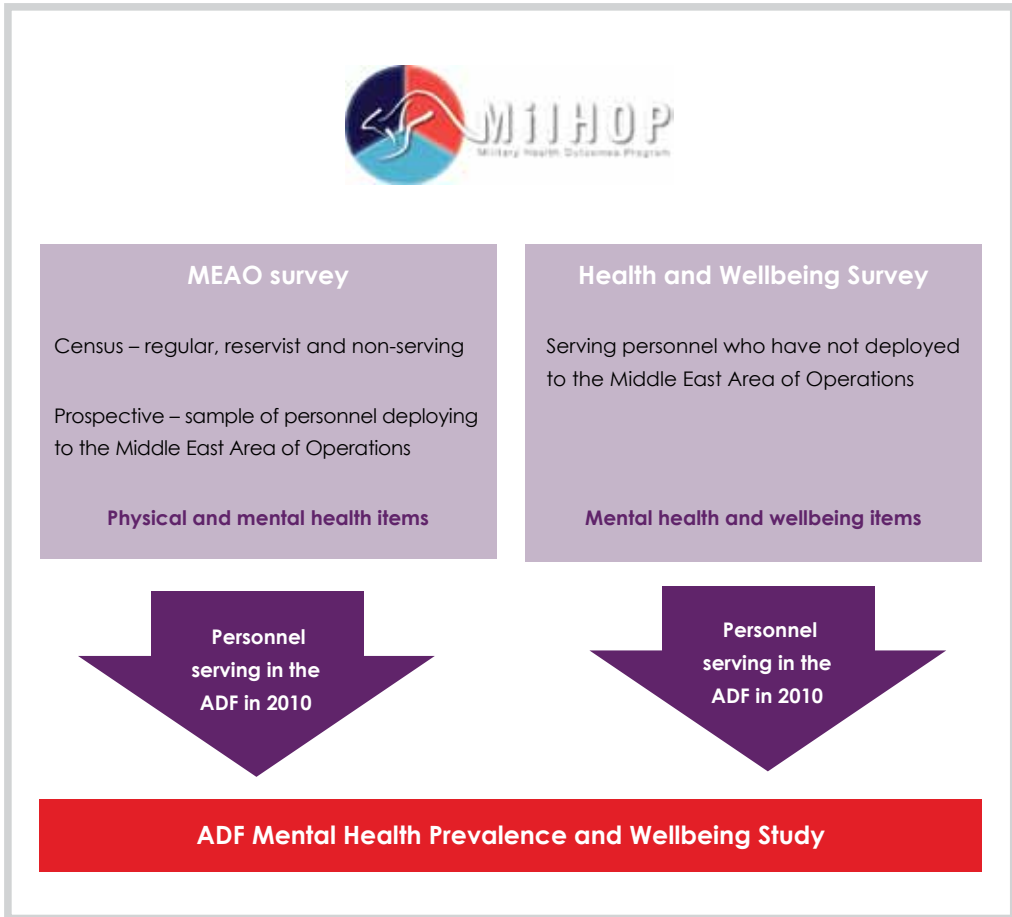 MilHOP
Military Health Outcomes Program
MEAO survey
Census – regular, reservist and non-serving
Prospective – sample of personnel deploying
to the Middle East Area of Operations
Physical and mental health items
Health and Wellbeing Survey
Serving personnel who have not deployed
to the Middle East Area of Operations
Mental health and wellbeing items
Personnel
serving in the
ADF in 2010
Personnel
serving in the
ADF in 2010
ADF Mental Health Prevalence and Wellbeing Study